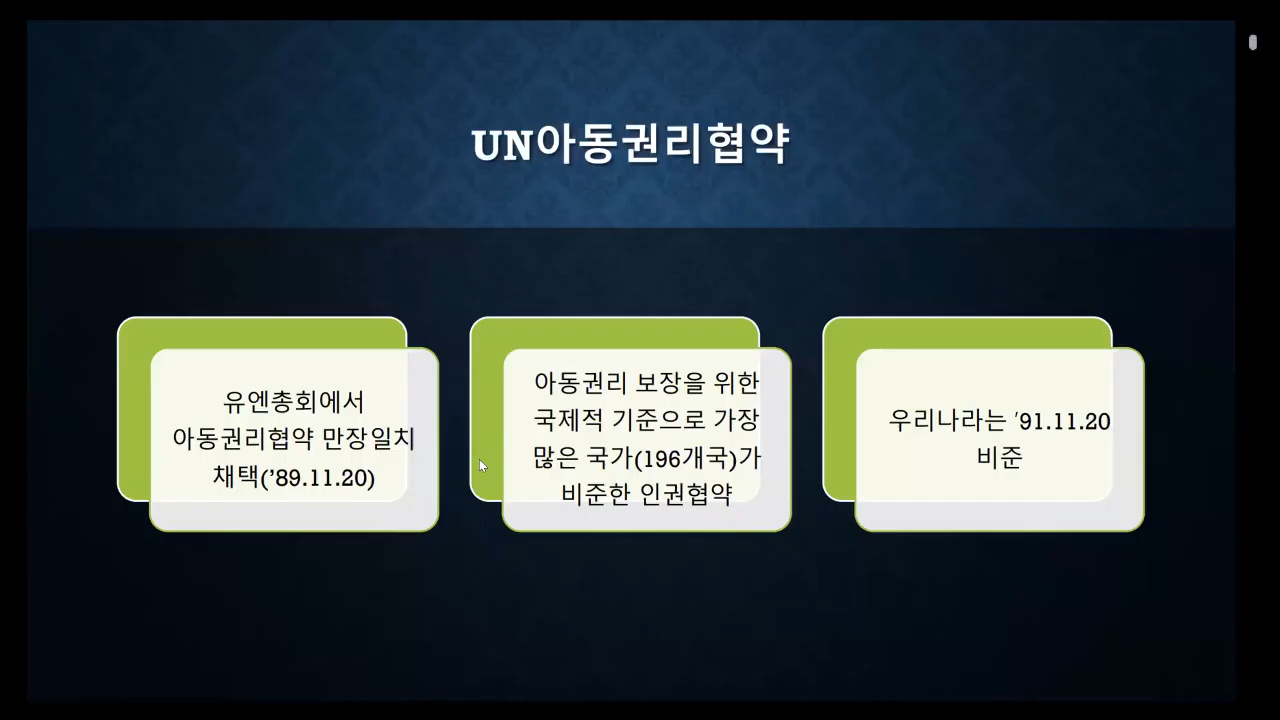 UN아동권리협약
유엔총회에서
아동권리협약 만장일치
채택(’89.11.20)
아동권리 보장을 위한
국제적 기준으로 가장
많은 국가(196개국)가
비준한 인권협약
우리나라는 ′91.11.20
비준